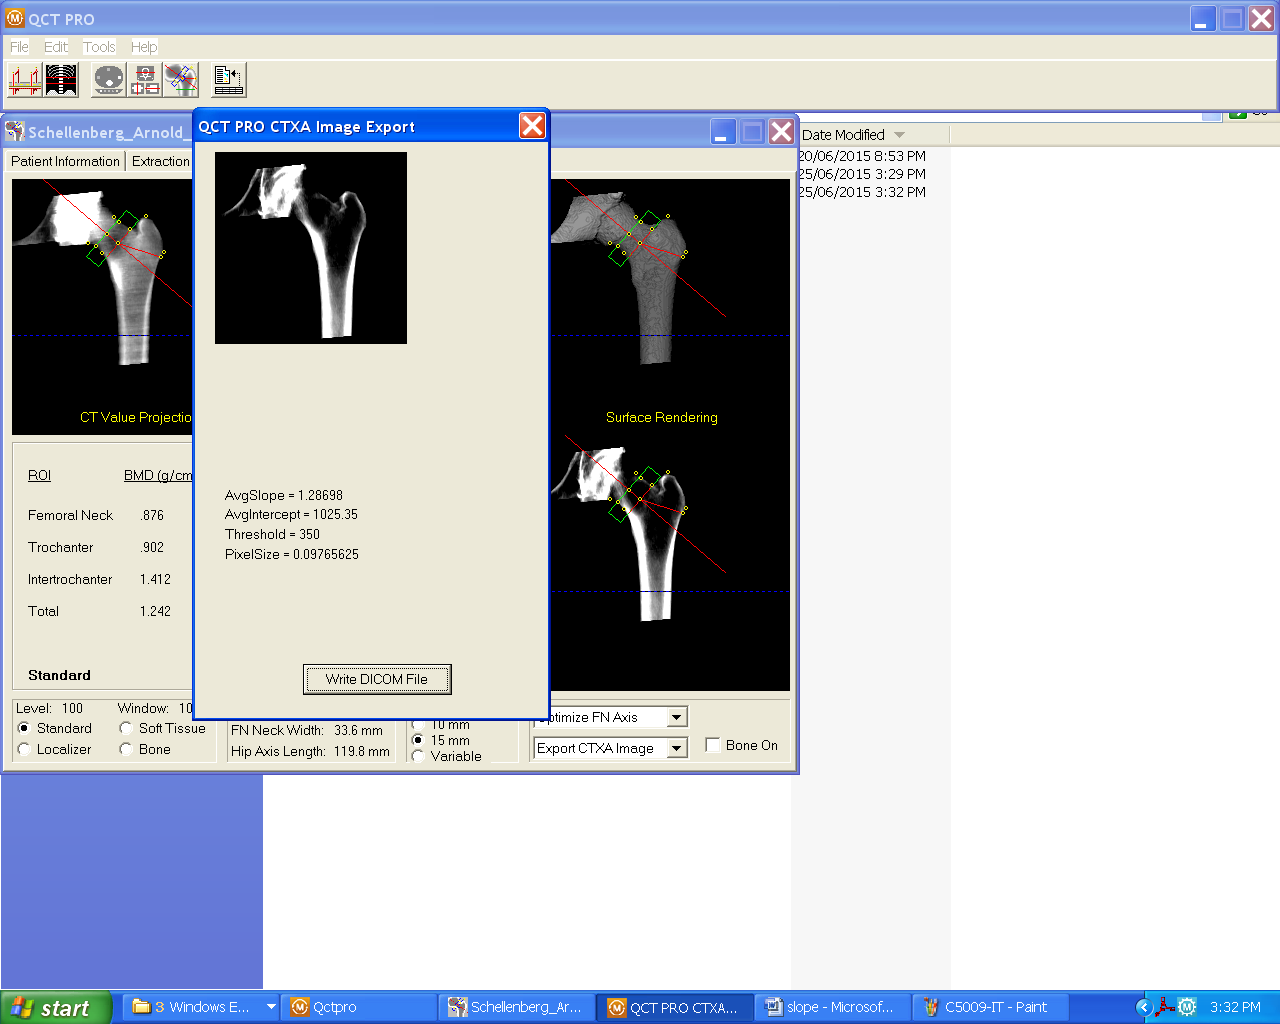 QCT PRO
File Edit Tools Help
Schellenberg_Arnold_
QCT PRO CTXA Image Export
Date Modified
Patient Information Extraction
20/06/2015 8:53 PM
25/06/2015 3:29 PM
25/06/2015 3:32 PM
CT Value Projectio
Surface Rendering
ROI BMD (g/cm
Femoral Neck .876
Trochanter .902
Intertrochanter 1.412
Total 1.242
Standard
AvgSlope = 1.28698
AvgIntercept = 1025.35
Threshold = 350
PixelSize = 0.09765625
Write DICOM File
Level: 100 Window: 10
Standard Soft Tissue
Localizer Bone
FN Neck Width: 33.6 mm
Hip Axis Length: 119.8 mm
10 mm
15 mm
Variable
Optimize FN Axis
Export CTXA Image
Bone On
start
3 Windows E...
Qctpro
Schellenberg_Ar...
QCT PRO CTXA...
slope - Microsof...
C5009-IT - Paint
3:32 PM